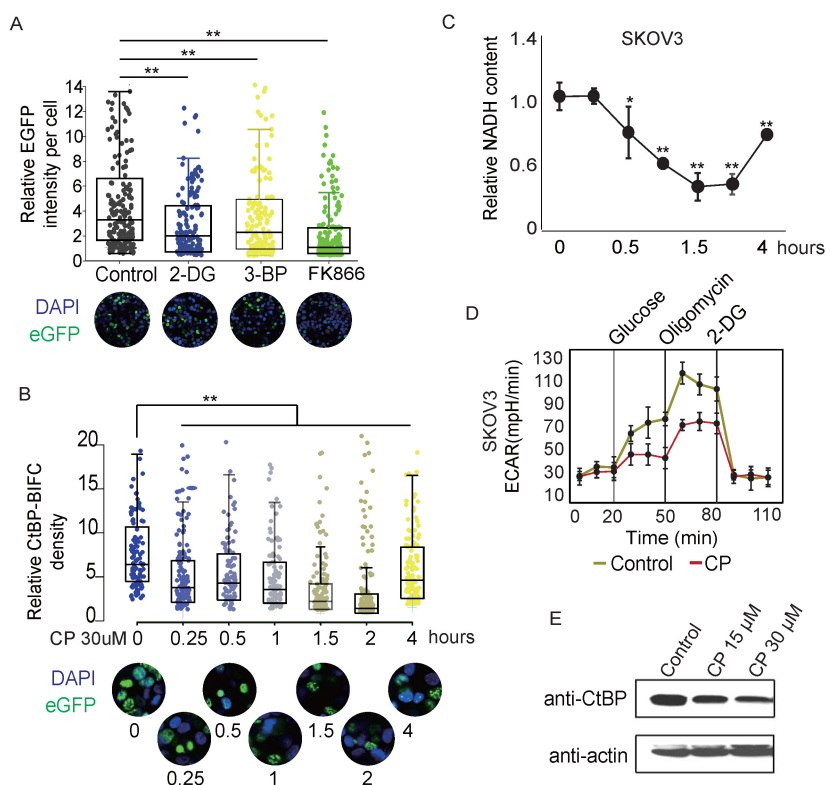 A
** 
**
**
Relative EGFP
intensity per cell
14
12
10
8
6
4
2
0
Control 2-DG 3-BP FK866
DAPI
eGFP
B
**
Relative CtBP-BIFC
density
20
15
10
5
0
CP 30uM 0 0.25 0.5 1 1.5 2 4 hours
DAPI
eGFP
0 0.5 1.5 4
0.25 1 2
C
SKOV3
Relative NADH content
1.4
1.0
0.6
0
* ** ** ** **
0 0.5 1.5 4 hours
D
Glucose Oligomycin 2-DG
SKOV3
ECAR(mpH/min)
130
110
90
70
50
30
10
0 20 50 80 110
Time (min)
Control CP
E
Control CP 15 µM CP 30 µM
anti-CtBP
anti-actin